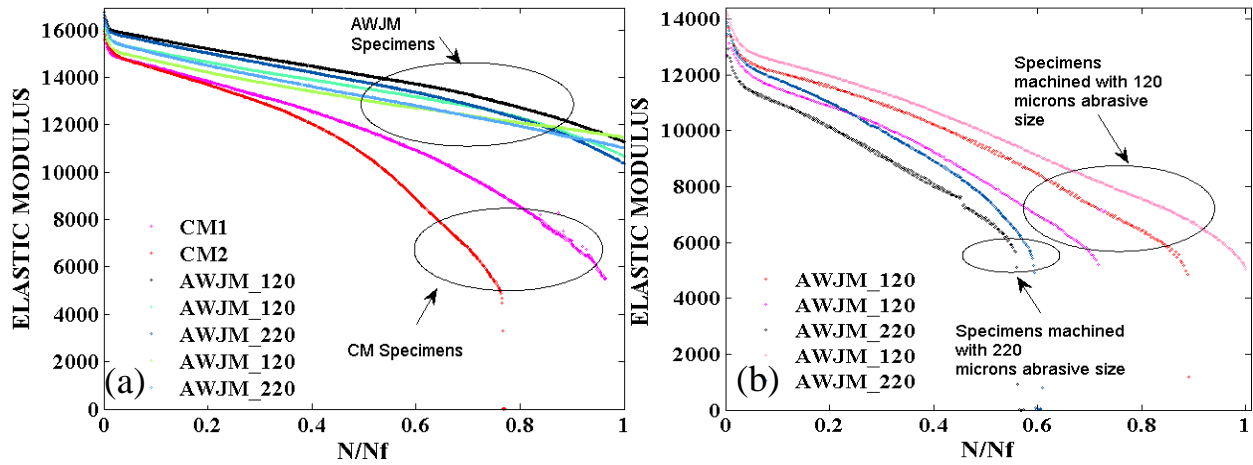 ELASTIC MODULUS
16000
14000
12000
10000
8000
6000
4000
2000
0
AWJM
Specimens
CM1
CM2
AWJM_120
AWJM_120
AWJM_220
AWJM_120
AWJM_220
CM Specimens
(a)
0
0.2
0.4
0.6
0.8
1
N/Nf
ELASTIC MODULUS
14000
12000
10000
8000
6000
4000
2000
0
Specimens
machined with 120
microns abrasive
size
AWJM_120
AWJM_120
AWJM_220
AWJM_120
AWJM_220
Specimens machined
with 220
microns abrasive size
(b)
0
0.2
0.4
0.6
0.8
1
N/Nf